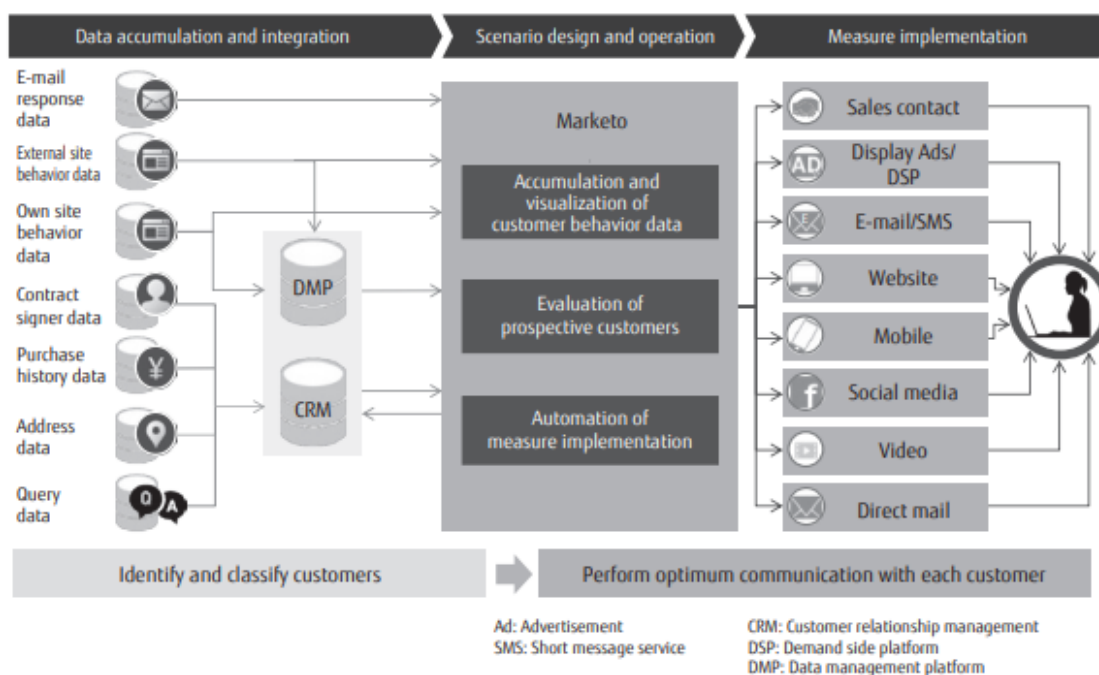 Data accumulation and integration
Scenario design and operation
Measure implementation
E-mail
response
data
External site
behavior data
Own site
behavior
data
Contract
signer data
Purchase
history data
¥
Address
data
Query
data
Q
A
DMP
CRM
Marketo
Accumulation and
visualization of
customer behavior data
Evaluation of
prospective customers
Automation of
measure implementation
Sales contact
AD
Display Ads/
DSP
E
E-mail/SMS
Website
Mobile
f
Social media
Video
Direct mail
Identify and classify customers
Perform optimum communication with each customer
Ad: Advertisement
SMS: Short message service
CRM: Customer relationship management
DSP: Demand side platform
DMP: Data management platform